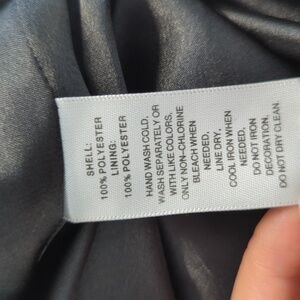 SHELL:
100% POLYESTER
LINING:
100% POLYESTER
HAND WASH COLD,
WASH SEPARATELY OR
WITH LIKE COLORS,
ONLY NON-CHLORINE
BLEACH WHEN
NEEDED,
LINE DRY,
COOL IRON WHEN
NEEDED,
DO NOT IRON
DECORATION,
DO NOT DRY CLEAN.